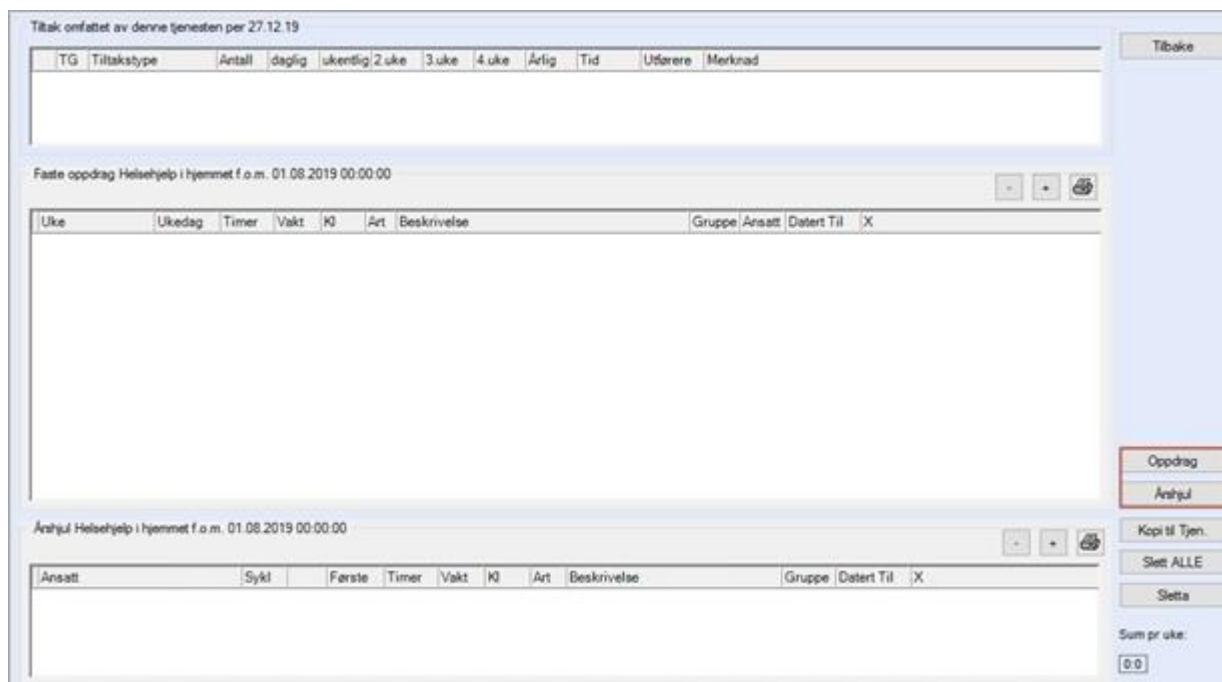 Tiltak omfattet av denne tjenesten per 27.12.19
Tilbake
TG Tiltakstype Antall daglig ukentlig 2.uke 3.uke 4.uke Årlig Tid Utførere Merknad
Faste oppdrag Helsehjelp i hjemmet f.o.m. 01.08.2019 00:00:00
- +
Uke Ukedag Timer Vakt Kl Art Beskrivelse Gruppe Ansatt Datert Til X
Oppdrag
Årshjul
Årshjul Helsehjelp i hjemmet f.o.m. 01.08.2019 00:00:00
- +
Kopi til Tjen.
Slett ALLE
Ansatt Sykl Første Timer Vakt Kl Art Beskrivelse Gruppe Datert Til X
Sletta
Sum pr uke:
0:0